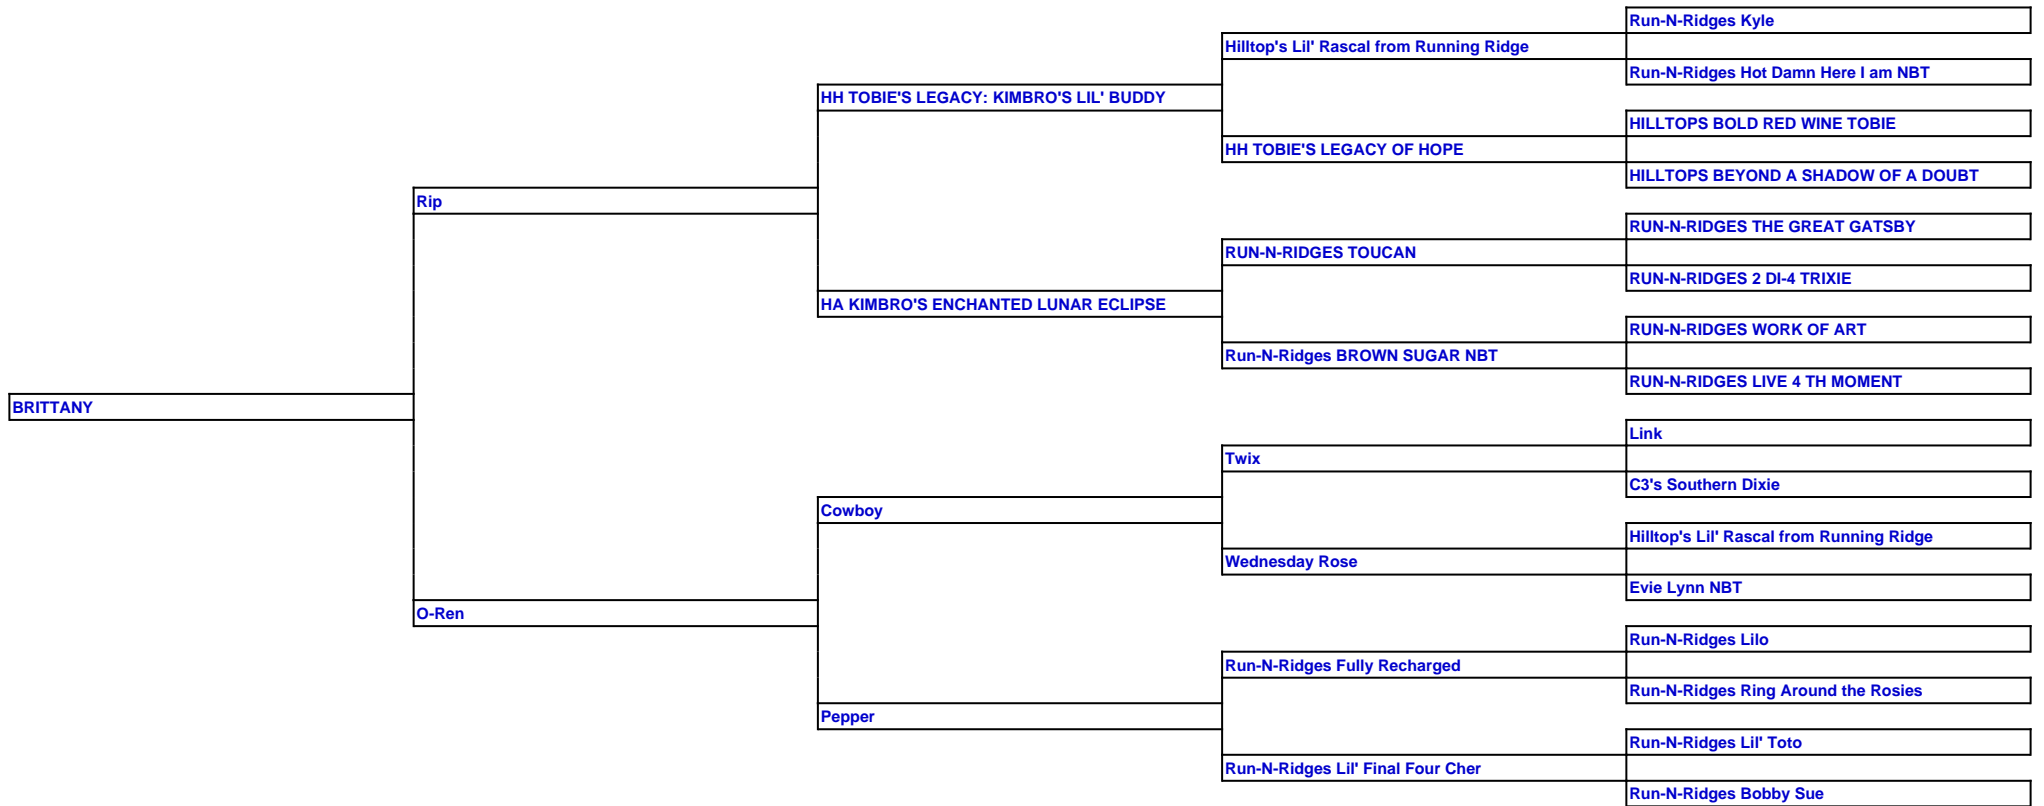 Run-N-Ridges Kyle
Hilltop's Lil' Rascal from Running Ridge
Run-N-Ridges Hot Damn Here I am NBT
HH TOBIE'S LEGACY: KIMBRO'S LIL' BUDDY
HILLTOPS BOLD RED WINE TOBIE
HH TOBIE'S LEGACY OF HOPE
HILLTOPS BEYOND A SHADOW OF A DOUBT
Rip
RUN-N-RIDGES THE GREAT GATSBY
RUN-N-RIDGES TOUCAN
RUN-N-RIDGES 2 DI-4 TRIXIE
HA KIMBRO'S ENCHANTED LUNAR ECLIPSE
RUN-N-RIDGES WORK OF ART
Run-N-Ridges BROWN SUGAR NBT
RUN-N-RIDGES LIVE 4 TH MOMENT
BRITTANY
Link
Twix
C3's Southern Dixie
Cowboy
Hilltop's Lil' Rascal from Running Ridge
Wednesday Rose
Evie Lynn NBT
O-Ren
Run-N-Ridges Lilo
Run-N-Ridges Fully Recharged
Run-N-Ridges Ring Around the Rosies
Pepper
Run-N-Ridges Lil' Toto
Run-N-Ridges Lil' Final Four Cher
Run-N-Ridges Bobby Sue